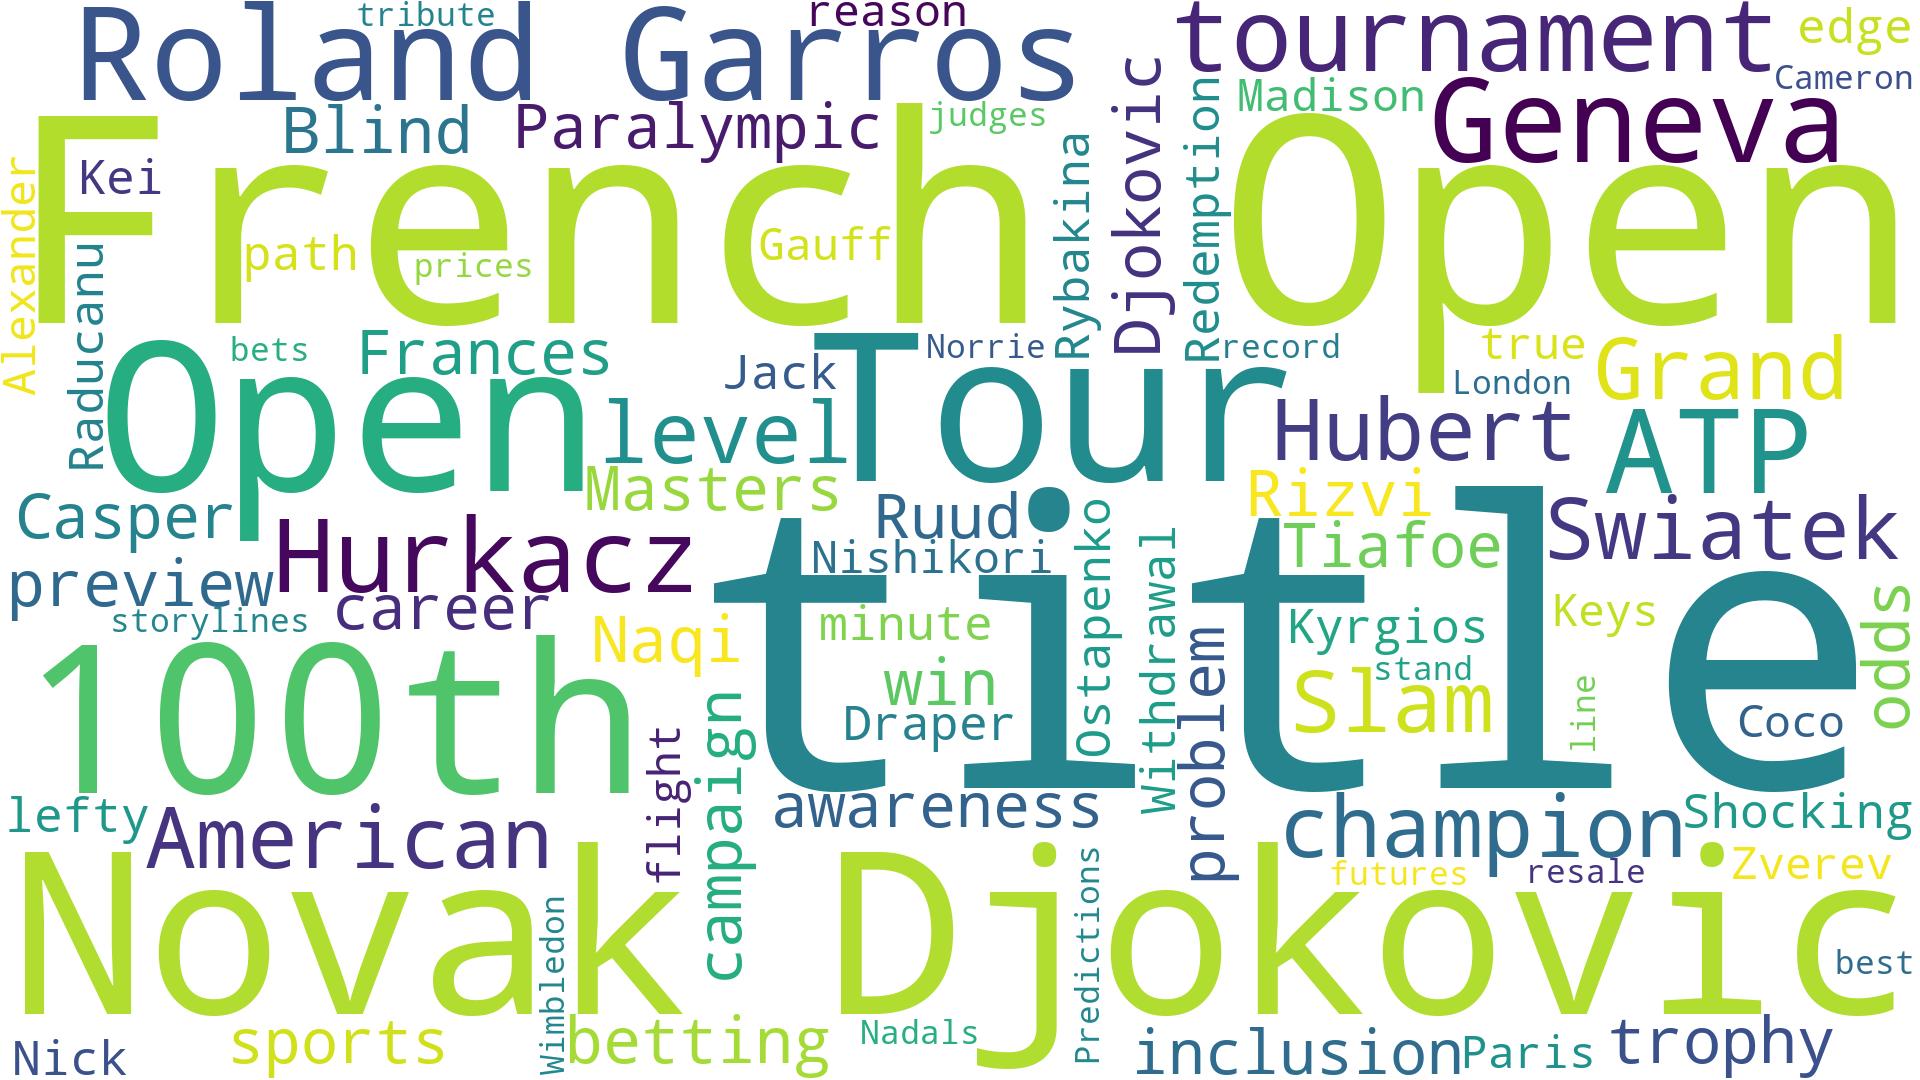 tribute
reason
Roland Garros
tournament
edge
Cameron
Blind
Paralympic
judges
Djokovic
Redemption
Madison
Geneva
French Open
Kei
Alexander
path
prices
Gauff
Rybakina
Raducanu
Open
bets
Frances
Jack
Tour
Norrie
record
true
London
Grand
level
Hubert
ATP
Masters
Casper
Hurkacz
Ruud
Nishikori
Ostapenko
Withdrawal
Rizvi
Tiafoe
Swiatek
preview
storylines
career
title
Naqi
minute
Kyrgios
Keys
odds
100th
win
Draper
problem
stand
Slam
line
Coco
flight
campaign
lefty
American
awareness
champion
Shocking
Novak Djokovic
futures
resale
Zverev
Wimbledon
Predictions
best
Nick
sports
betting
Nadals
inclusion
Paris
trophy